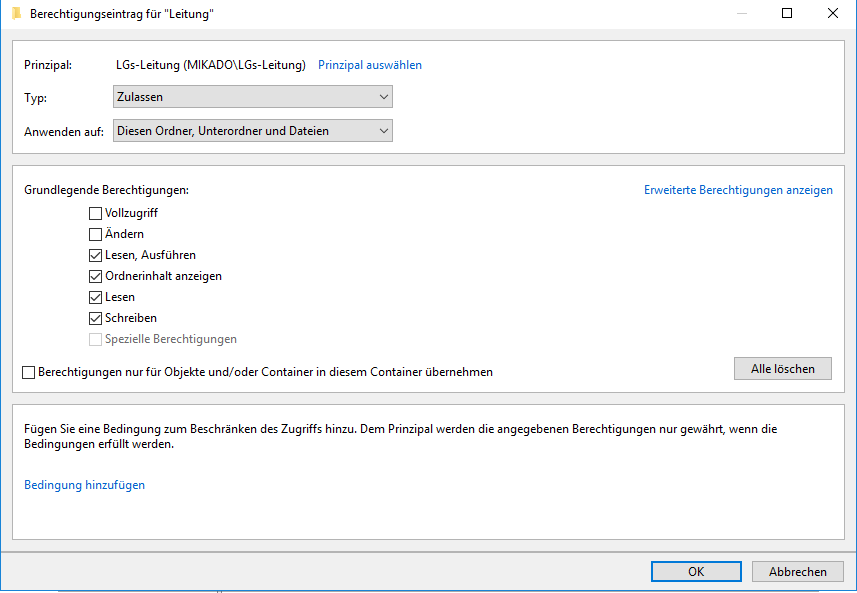 Berechtigungseintrag für "Leitung"
Prinzipal: LGs-Leitung (MIKADO\LGs-Leitung) Prinzipal auswählen
Typ: Zulassen
Anwenden auf: Diesen Ordner, Unterordner und Dateien
Grundlegende Berechtigungen: Erweiterte Berechtigungen anzeigen
Vollzugriff
Ändern
Lesen, Ausführen
Ordnerinhalt anzeigen
Lesen
Schreiben
Spezielle Berechtigungen
Berechtigungen nur für Objekte und/oder Container in diesem Container übernehmen Alle löschen
Fügen Sie eine Bedingung zum Beschränken des Zugriffs hinzu. Dem Prinzipal werden die angegebenen Berechtigungen nur gewährt, wenn die
Bedingungen erfüllt werden.
Bedingung hinzufügen
OK Abbrechen